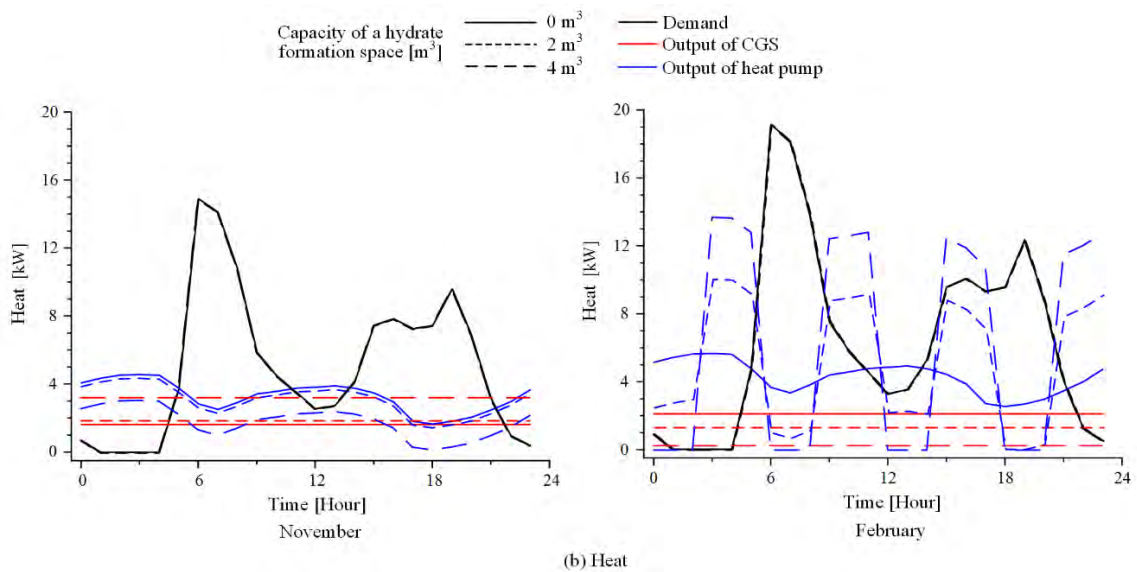 Capacity of a hydrate
formation space [m³]
0 m³
2 m³
4 m³
Demand
Output of CGS
Output of heat pump
20
16
12
8
4
0
Heat [kW]
0 6 12 18 24
Time [Hour]
November
20
16
12
8
4
0
Heat [kW]
0 6 12 18 24
Time [Hour]
February
(b) Heat